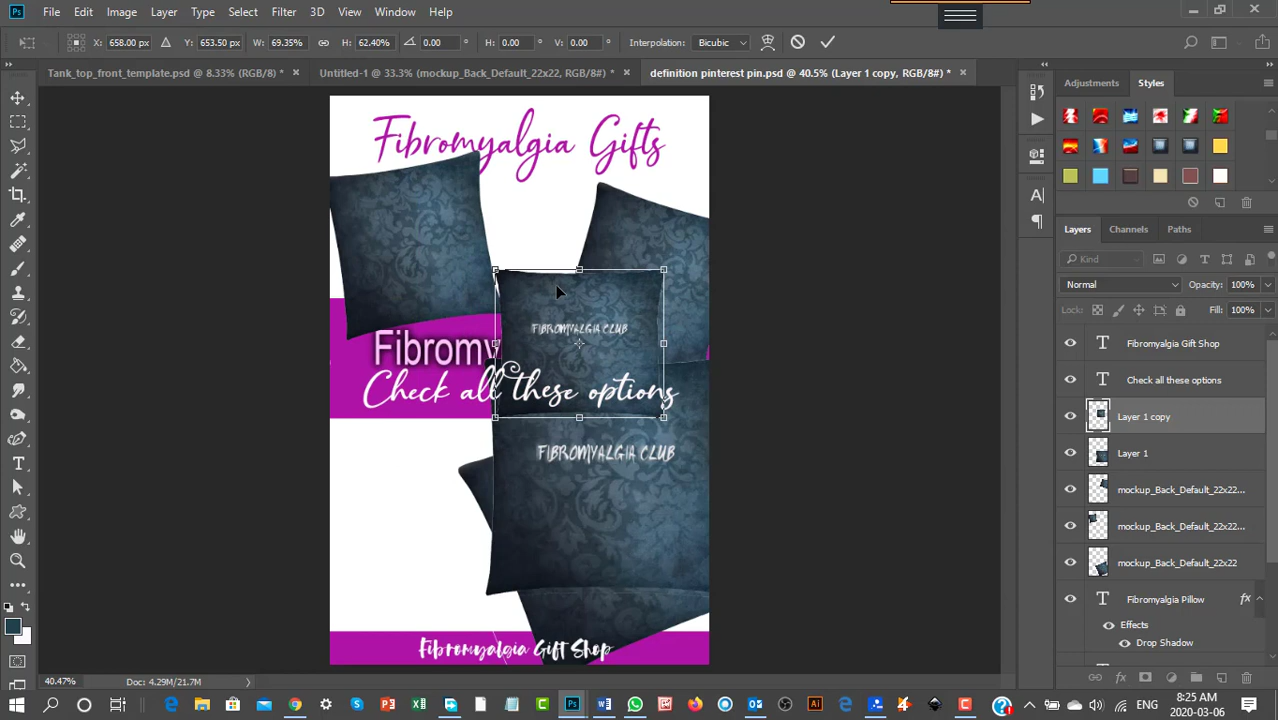 File Edit Image Layer Type Select Filter 3D View Window Help
X: 658.00 px Y: 653.50 px W: 69.35% H: 62.40% 0.00 ° H: 0.00 ° V: 0.00 ° Interpolation: Bicubic
Tank_top_front_template.psd @ 8.33% (RGB/8) * × Untitled-1 @ 33.3% (mockup_Back_Default_22x22, RGB/8#) * × definition pinterest pin.psd @ 40.5% (Layer 1 copy, RGB/8#) * ×
Adjustments Styles
Fibromyalgia Gifts
FIBROMYALGIA CLUB
Fibromy
Check all these options
FIBROMYALGIA CLUB
Fibromyalgia Gift Shop
Layers Channels Paths
Kind
Normal Opacity: 100%
Lock: Fill: 100%
Fibromyalgia Gift Shop
Check all these options
Layer 1 copy
Layer 1
mockup_Back_Default_22x22...
mockup_Back_Default_22x22...
mockup_Back_Default_22x22
Fibromyalgia Pillow fx
Effects
Drop Shadow
40.47% Doc: 4.29M/21.7M
ENG
8:25 AM
2020-03-06